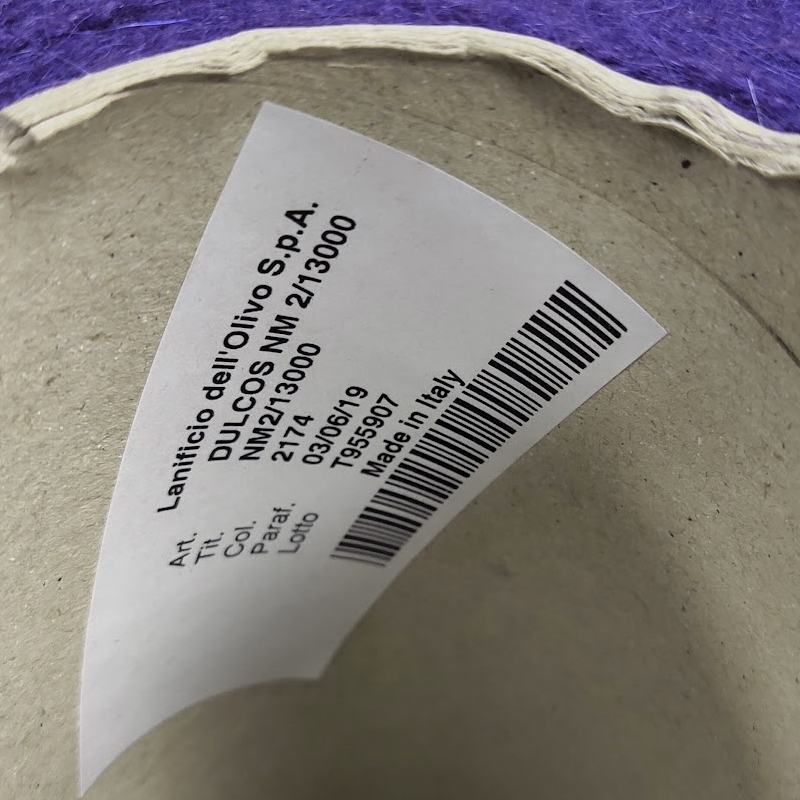 Lanificio dell'Olivo S.p.A.
Art. DULCOS NM 2/13000
Tit. NM2/13000
Col. 2174
Paraf. 03/06/19
Lotto T955907
Made in Italy